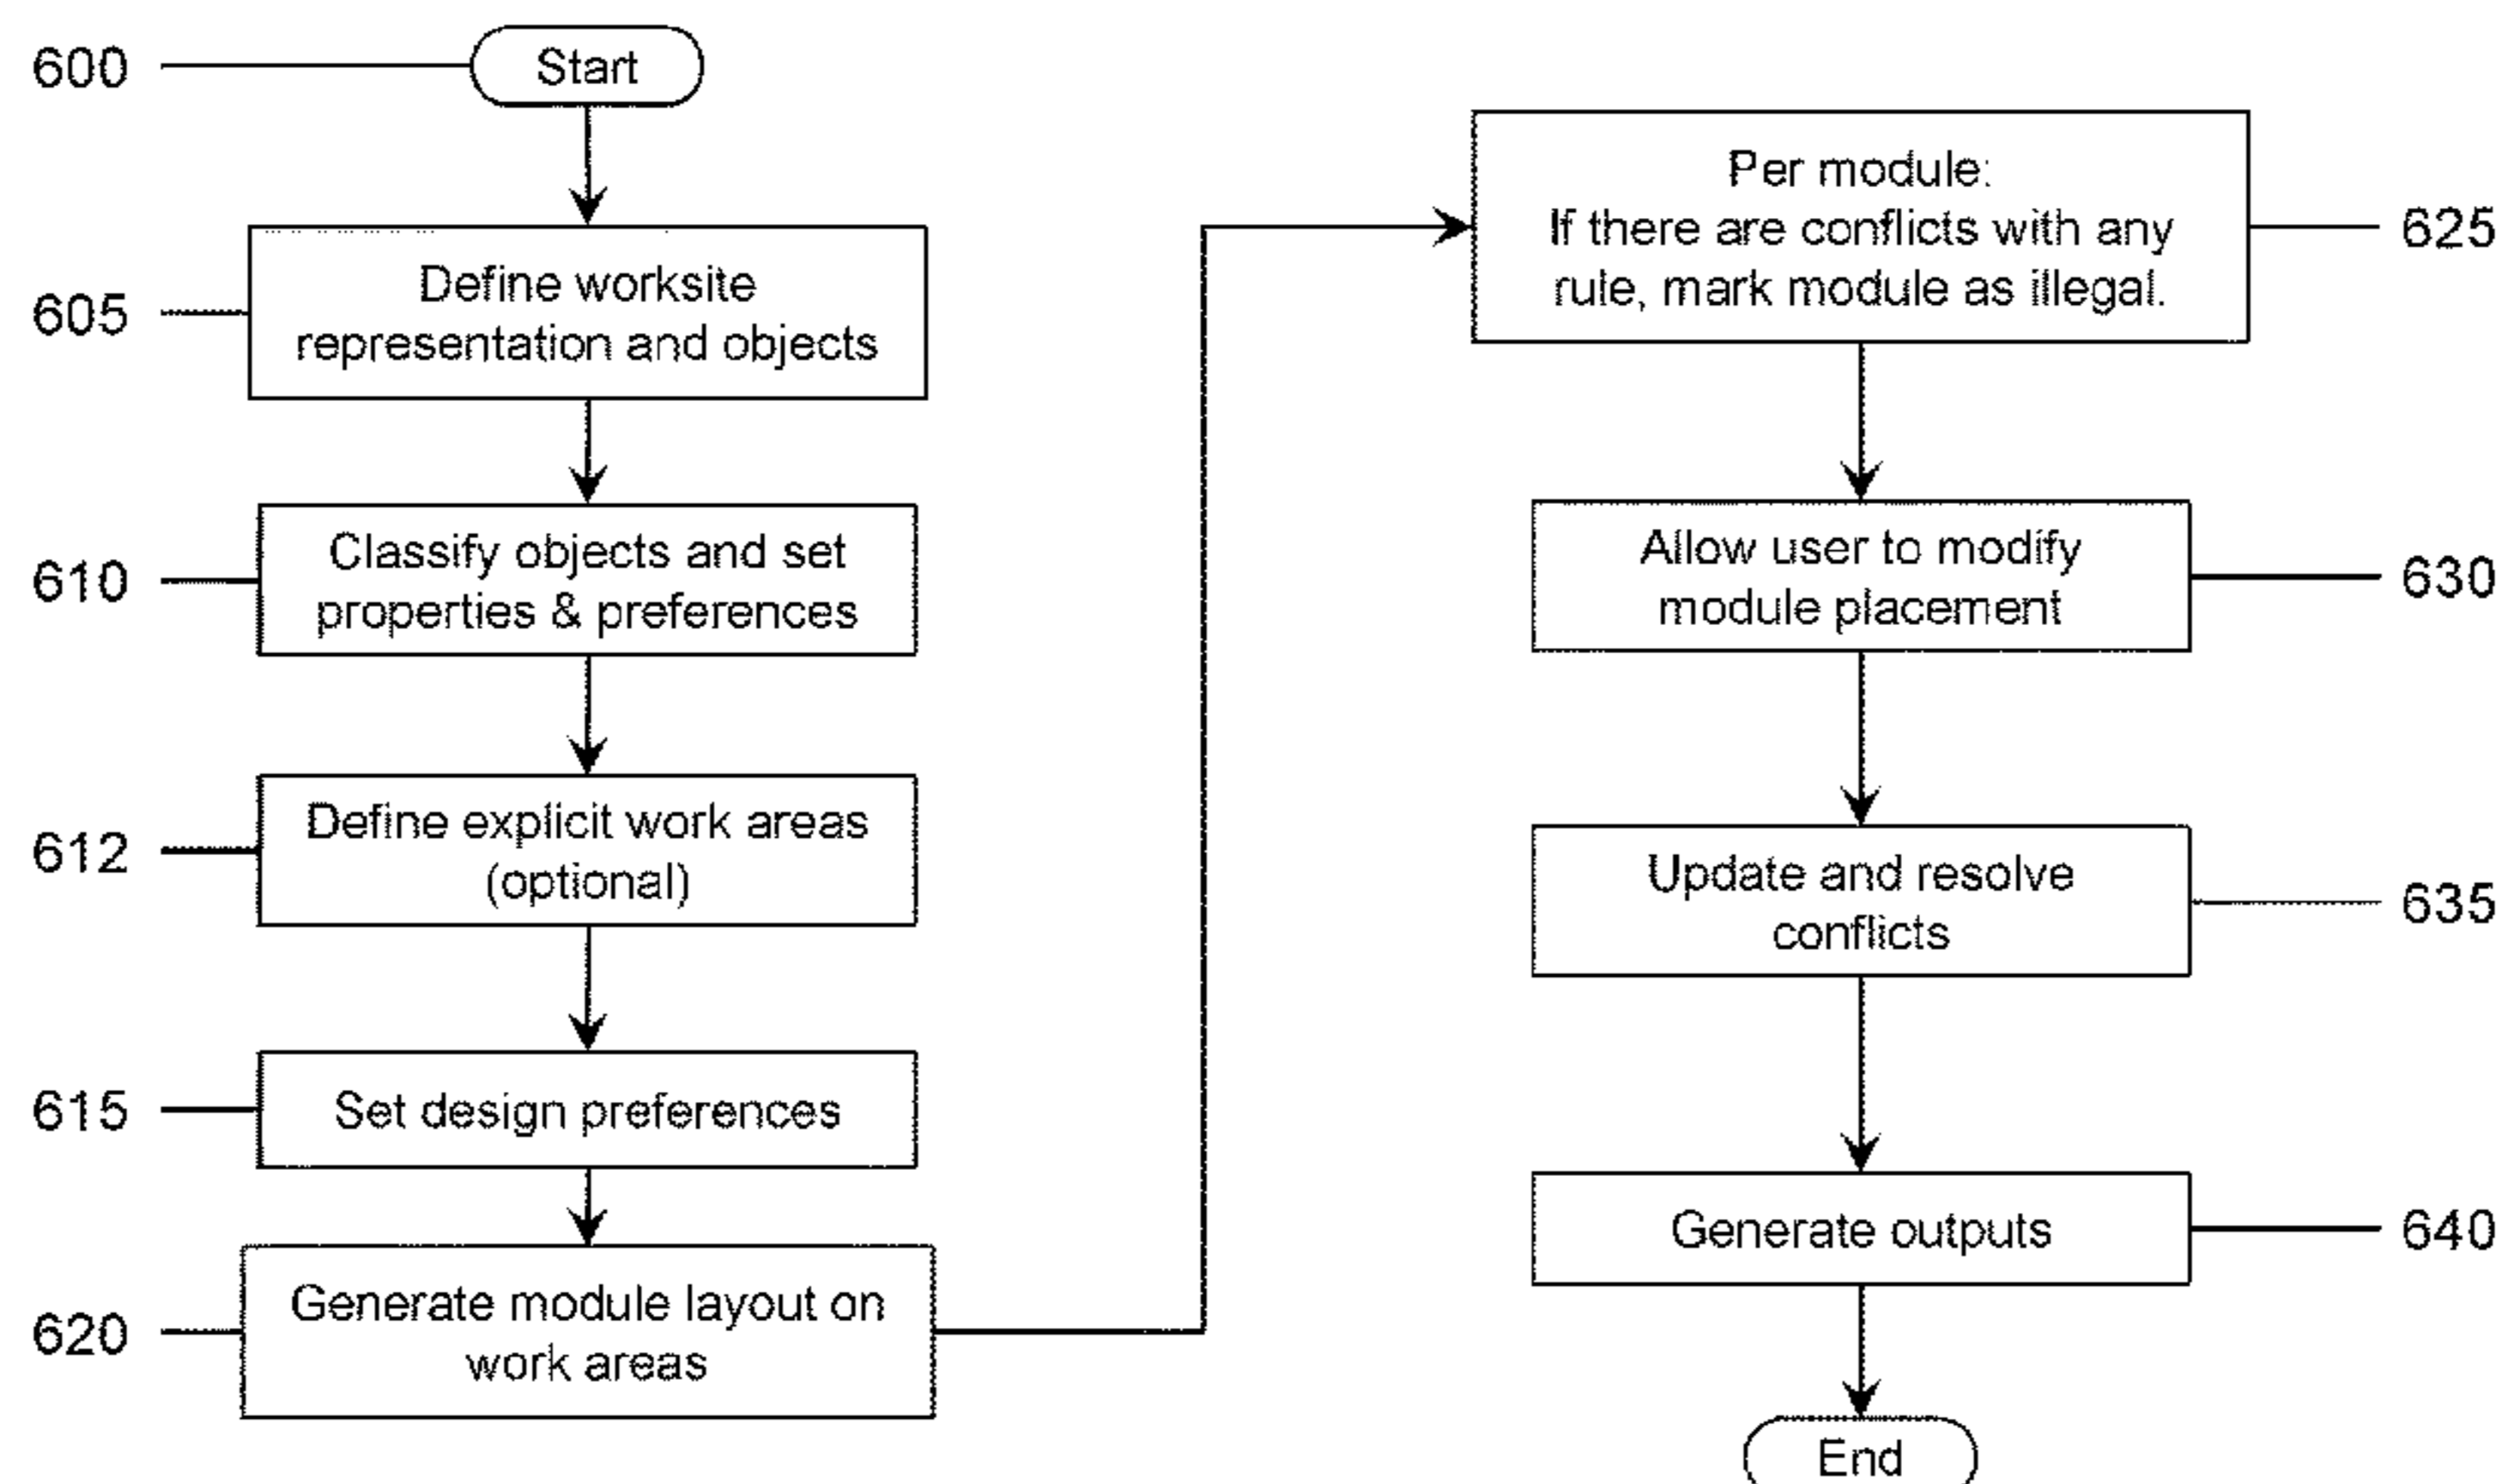 600
Start
605
Define worksite
representation and objects
610
Classify objects and set
properties & preferences
612
Define explicit work areas
(optional)
615
Set design preferences
620
Generate module layout on
work areas
Per module:
If there are conflicts with any
rule, mark module as illegal.
625
Allow user to modify
module placement
630
Update and resolve
conflicts
635
Generate outputs
640
End